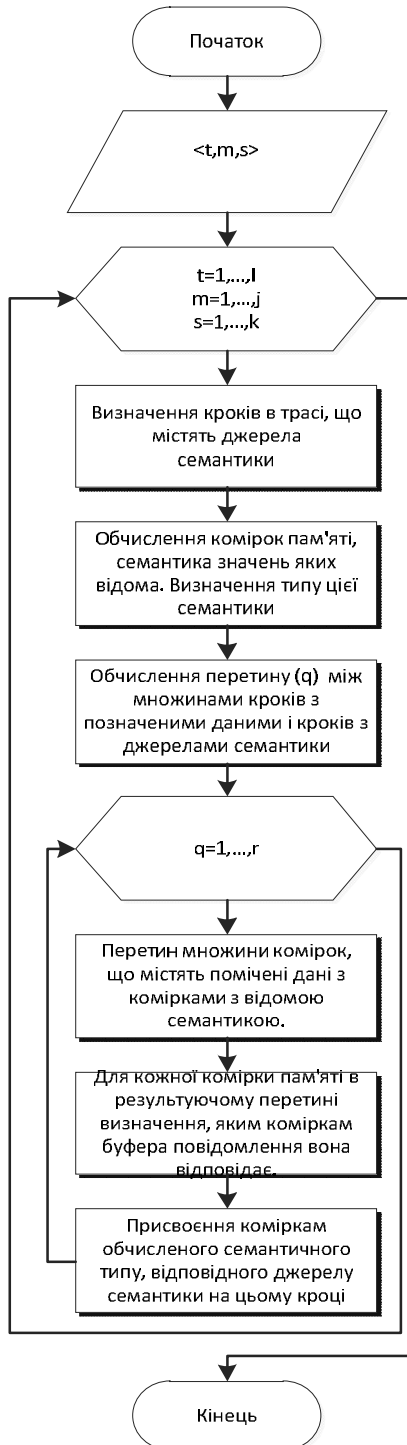 Початок
<t,m,s>
t=1,...,l
m=1,...,j
s=1,...,k
Визначення кроків в трасі, що
містять джерела
семантики
Обчислення комірок пам'яті,
семантика значень яких
відома. Визначення типу цієї
семантики
Обчислення перетину (q) між
множинами кроків з
позначеними даними і кроків з
джерелами семантики
q=1,...,r
Перетин множини комірок,
що містять помічені дані з
комірками з відомою
семантикою.
Для кожної комірки пам'яті в
результуючому перетині
визначення, яким коміркам
буфера повідомлення вона
відповідає.
Присвоєння коміркам
обчисленого семантичного
типу, відповідного джерелу
семантики на цьому кроці
Кінець